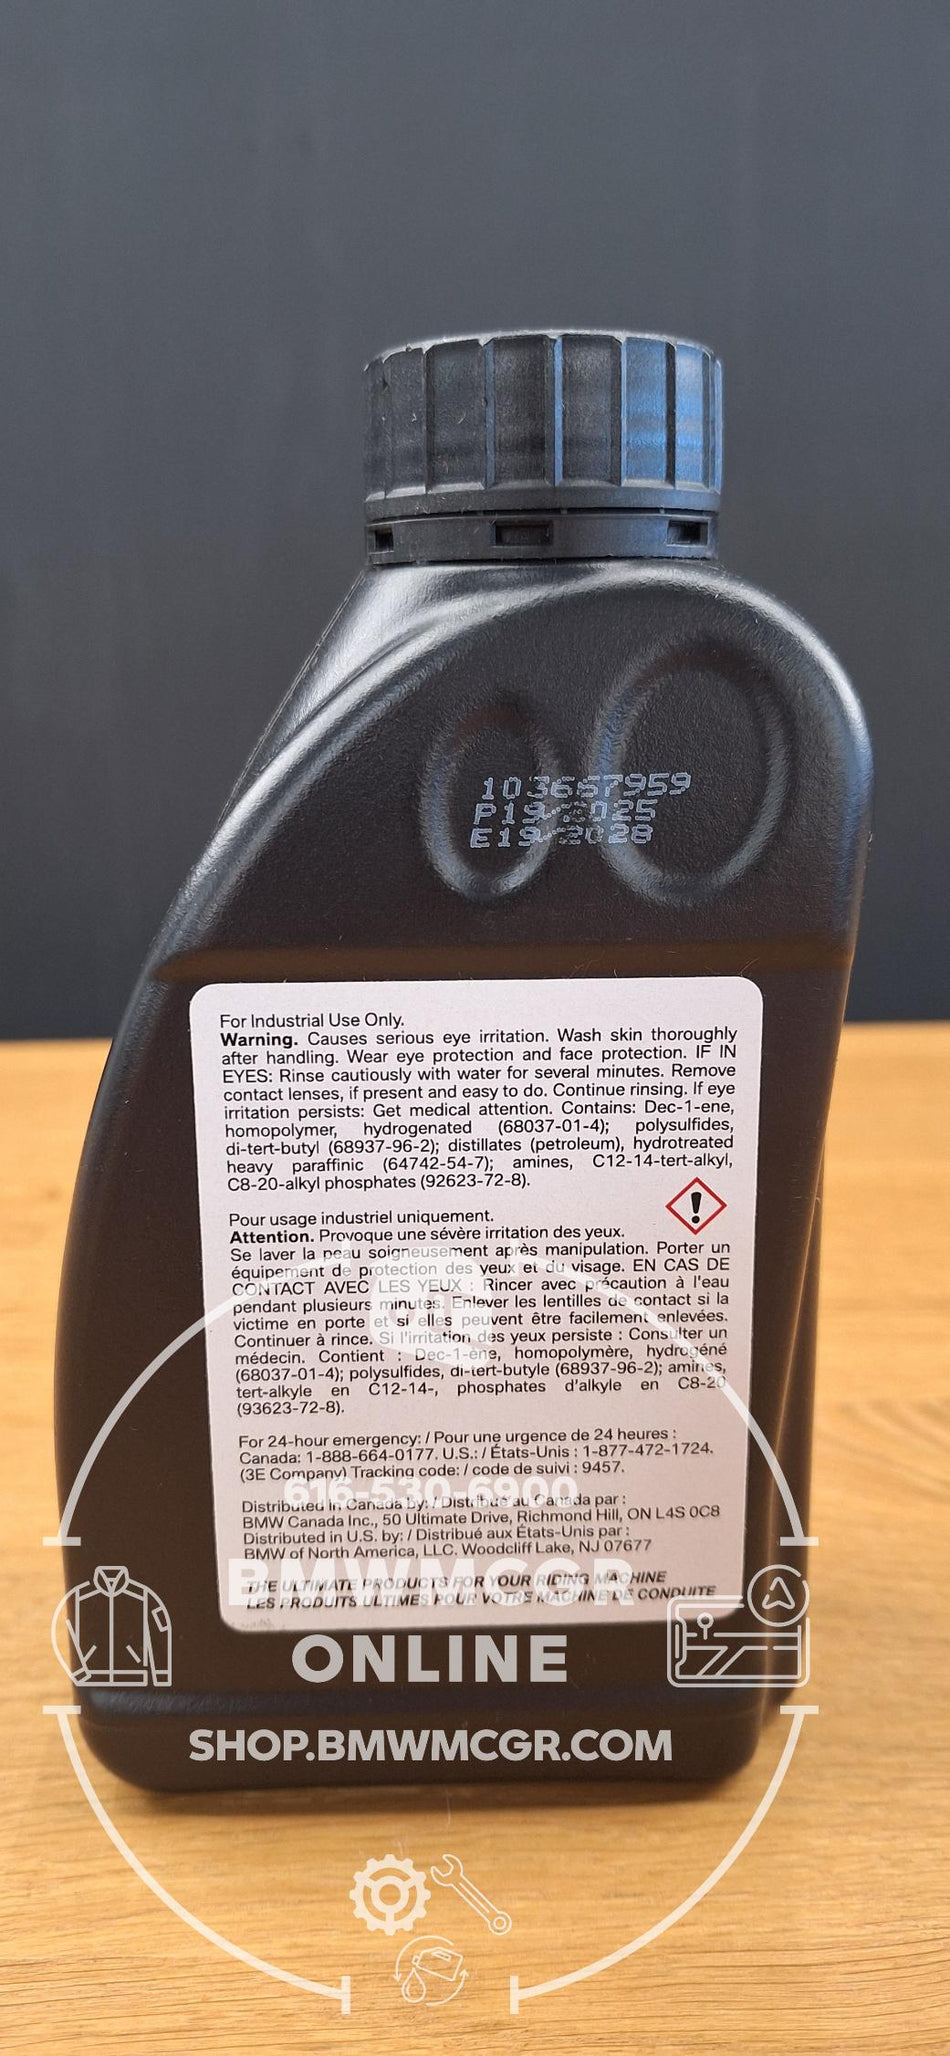 103667959
P19 2025
E19 2028
For Industrial Use Only.
Warning. Causes serious eye irritation. Wash skin thoroughly
after handling. Wear eye protection and face protection. IF IN
EYES: Rinse cautiously with water for several minutes. Remove
contact lenses, if present and easy to do. Continue rinsing. If eye
irritation persists: Get medical attention. Contains: Dec-1-ene,
homopolymer, hydrogenated (68037-01-4); polysulfides,
di-tert-butyl (68937-96-2); distillates (petroleum), hydrotreated
heavy paraffinic (64742-54-7); amines, C12-14-tert-alkyl,
C8-20-alkyl phosphates (92623-72-8).
Pour usage industriel uniquement.
Attention. Provoque une sévère irritation des yeux.
Se laver la peau soigneusement après manipulation. Porter un
équipement de protection des yeux et du visage. EN CAS DE
CONTACT AVEC LES YEUX : Rincer avec précaution à l'eau
pendant plusieurs minutes. Enlever les lentilles de contact si la
victime en porte et si elles peuvent être facilement enlevées.
Continuer à rince. Si l'irritation des yeux persiste : Consulter un
médecin. Contient : Dec-1-ène, homopolymère, hydrogéné
(68037-01-4); polysulfides, di-tert-butyle (68937-96-2); amines,
tert-alkyle en C12-14-, phosphates d'alkyle en C8-20
(93623-72-8).
For 24-hour emergency: / Pour une urgence de 24 heures :
Canada: 1-888-664-0177. U.S.: / États-Unis : 1-877-472-1724.
(3E Company) Tracking code: / code de suivi : 9457.
616-530-6900
Distributed in Canada by: / Distribué au Canada par :
BMW Canada Inc., 50 Ultimate Drive, Richmond Hill, ON L4S 0C8
Distributed in U.S. by: / Distribué aux États-Unis par :
BMW of North America, LLC. Woodcliff Lake, NJ 07677
THE ULTIMATE PRODUCTS FOR YOUR RIDING MACHINE
LES PRODUITS ULTIMES POUR VOTRE MACHINE DE CONDUITE
BMWMCGR
ONLINE
SHOP.BMWMCGR.COM